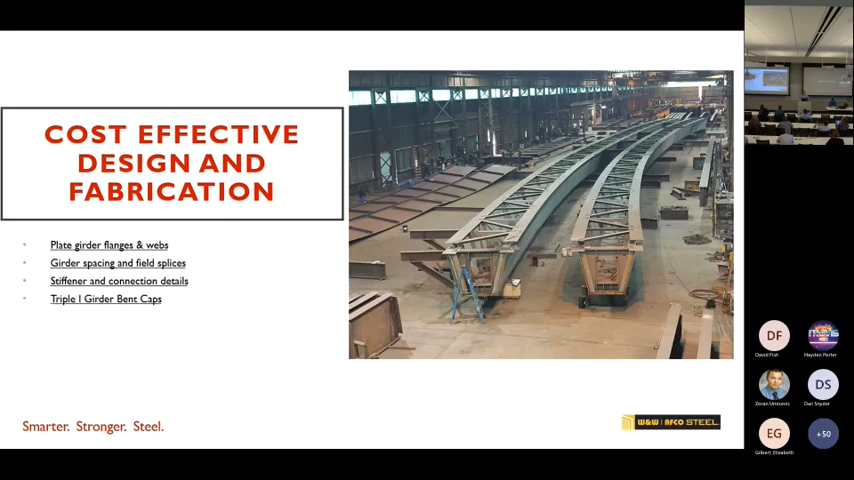 COST EFFECTIVE
DESIGN AND
FABRICATION
• Plate girder flanges & webs
• Girder spacing and field splices
• Stiffener and connection details
• Triple I Girder Bent Caps
Smarter. Stronger. Steel.
W&W | AFCO STEEL
DF
David Fish
Hayden Porter
DS
Dan Snyder
EG
Gilbert, Elizabeth
+50